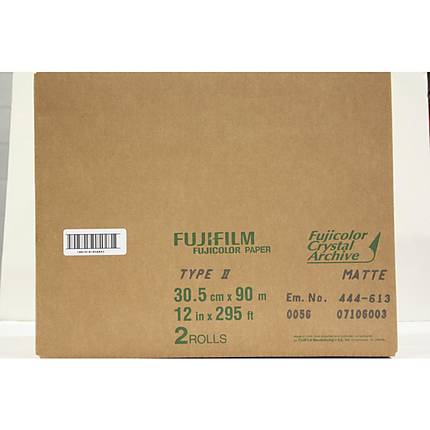 FUJIFILM
FUJICOLOR PAPER
Fujicolor
Crystal
Archive
TYPE II
MATTE
30.5 cm x 90 m
12 in x 295 ft
2 ROLLS
Em. No. 444-613
0056 07106003